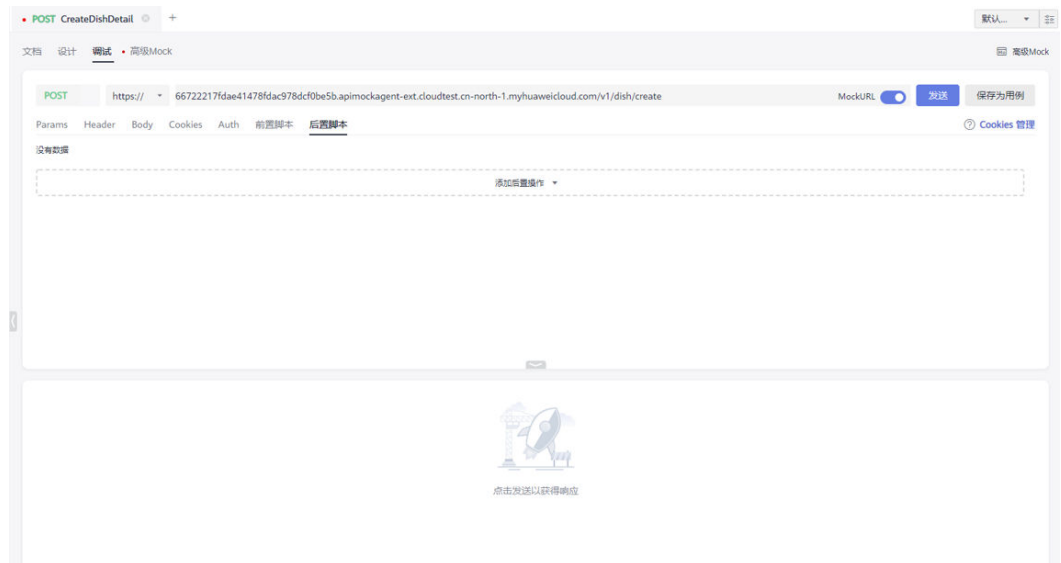 POST CreateDishDetail +
默认...
文档 设计 调试 高级Mock
高级Mock
POST https:// 66722217fdae41478fdac978dcf0be5b.apimockagent-ext.cloudtest.cn-north-1.myhuaweicloud.com/v1/dish/create MockURL 发送 保存为用例
Params Header Body Cookies Auth 前置脚本 后置脚本
Cookies 管理
没有数据
添加后置操作
点击发送以获得响应